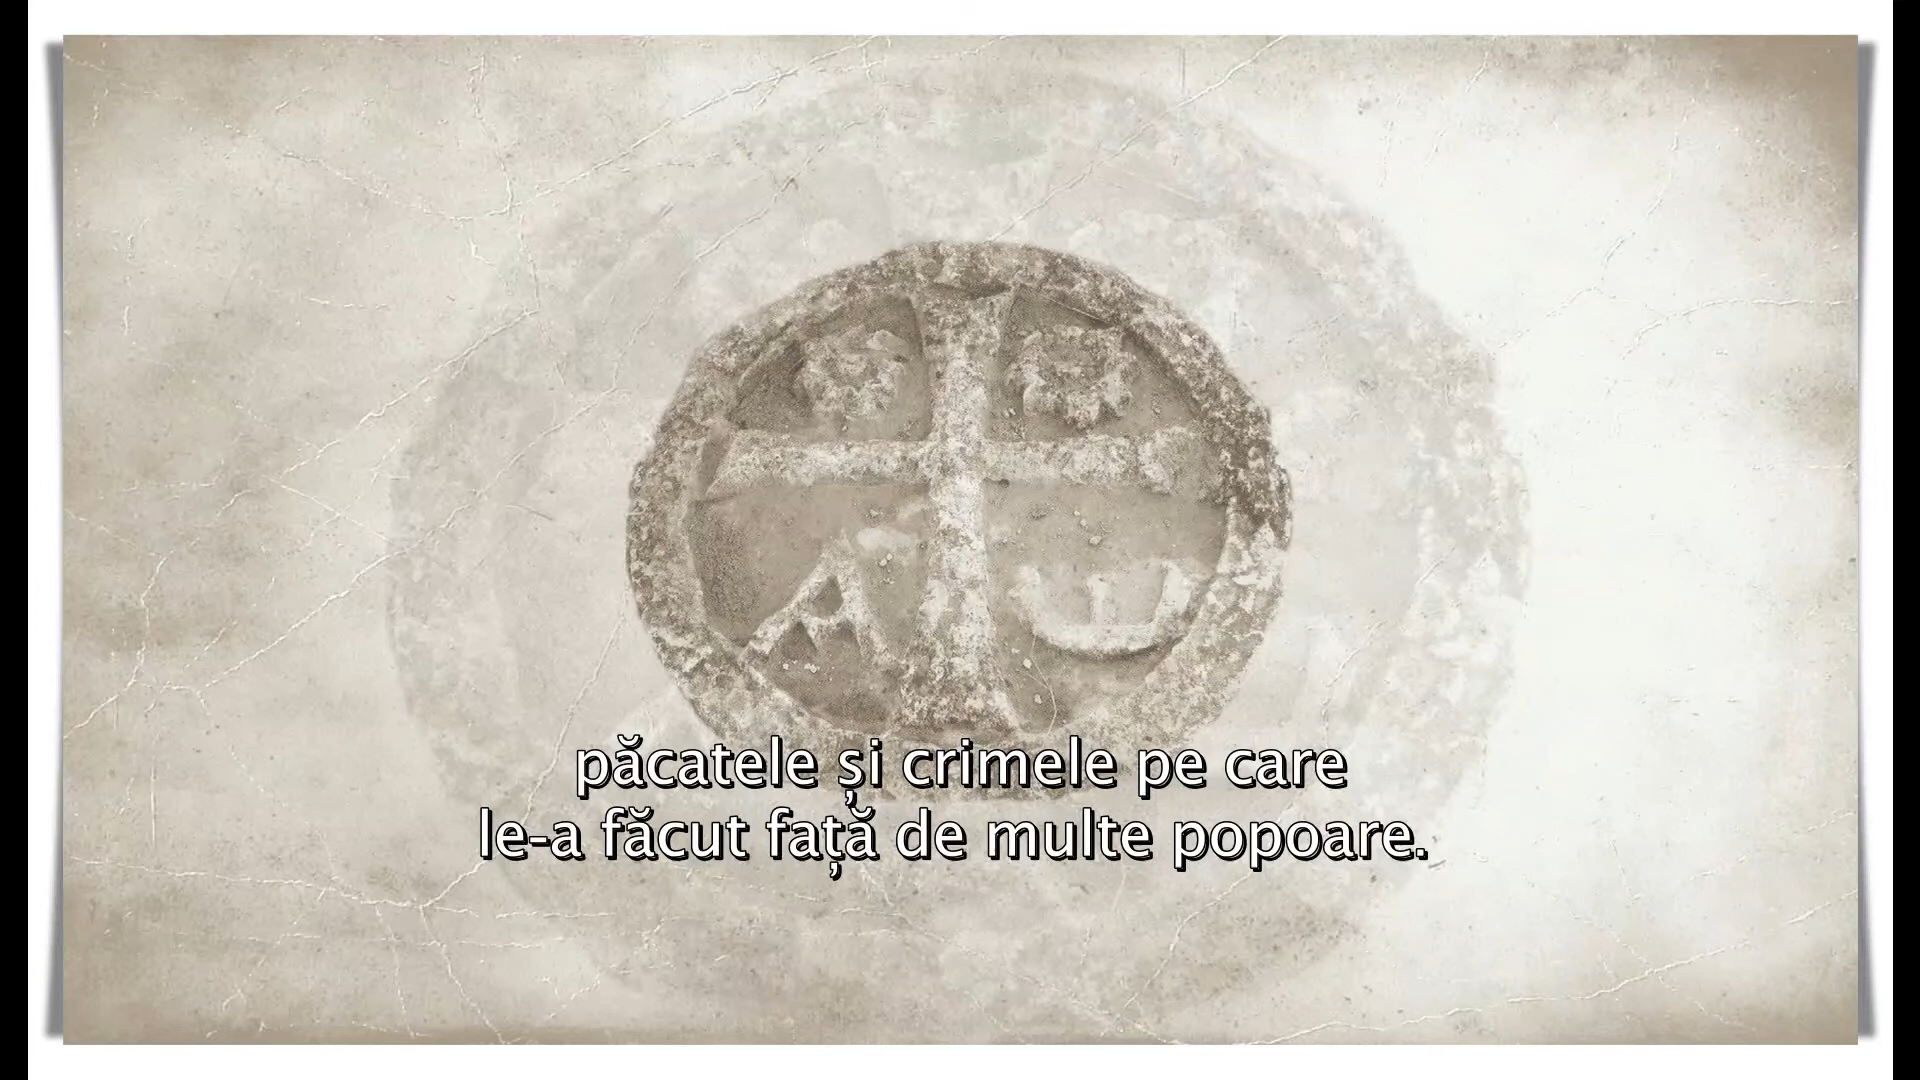 Α ω
păcatele și crimele pe care
le-a făcut față de multe popoare.